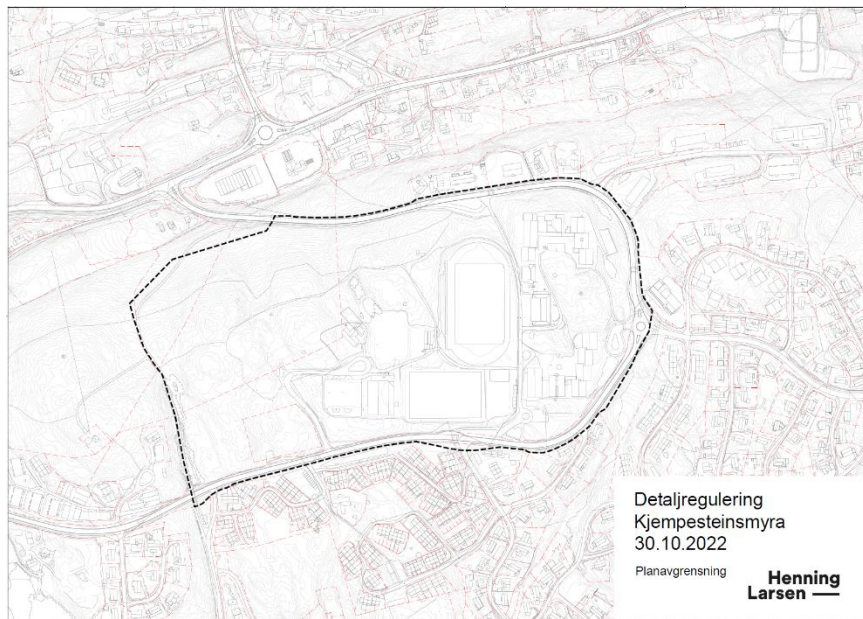 Detaljregulering
Kjempesteinsmyra
30.10.2022
Planavgrensning
Henning
Larsen —